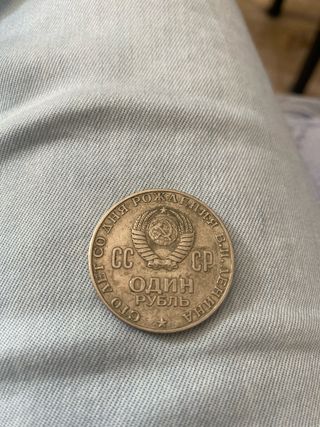 СТО ЛЕТ СО ДНЯ РОЖДЕНИЯ В.И. ЛЕНИНА
СС СР
ОДИН
РУБЛЬ